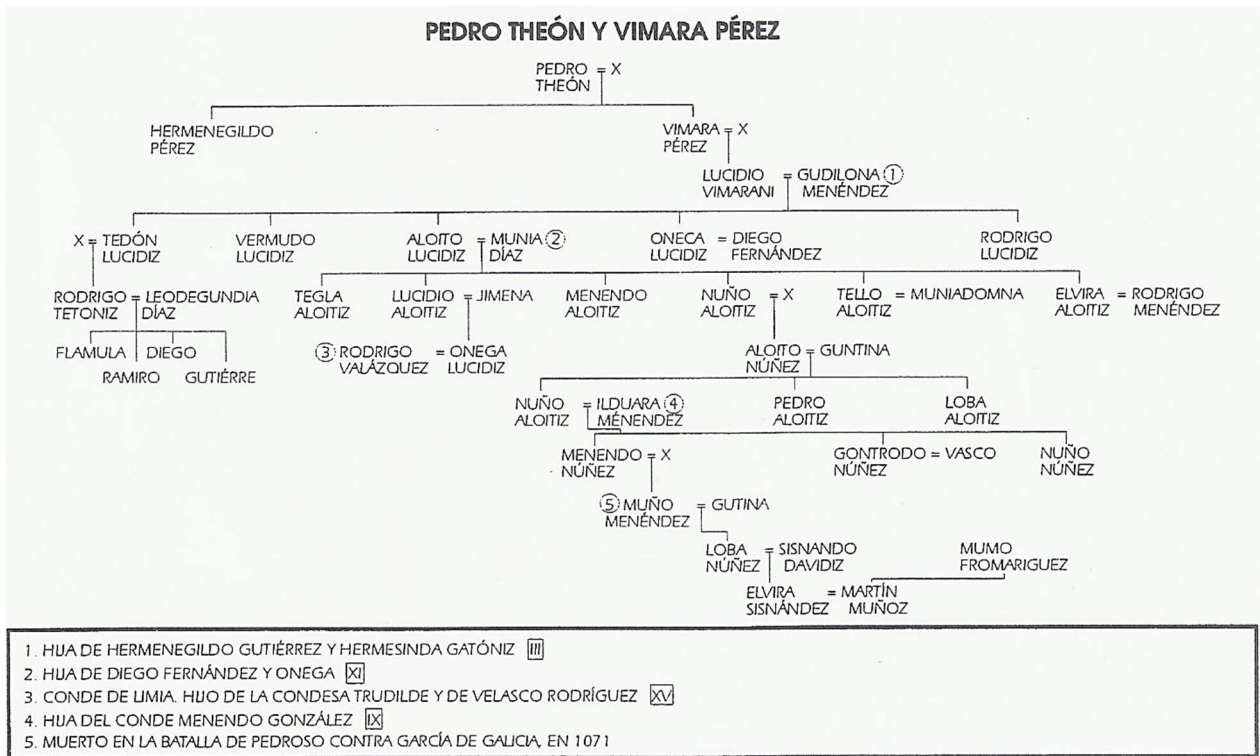 PEDRO THEÓN Y VIMARA PÉREZ
PEDRO = X
THEÓN
HERMENEGILDO
PÉREZ
VIMARA = X
PÉREZ
LUCIDIO = GUDILONA ①
VIMARANI MENÉNDEZ
X = TEDÓN
LUCIDIZ
VERMUDO
LUCIDIZ
ALOITO = MUNIA ②
LUCIDIZ DÍAZ
ONECA = DIEGO
LUCIDIZ FERNÁNDEZ
RODRIGO
LUCIDIZ
RODRIGO = LEODEGUNDIA
TETONIZ DÍAZ
TEGLA
ALOITIZ
LUCIDIO = JIMENA
ALOITIZ
MENENDO
ALOITIZ
NUÑO = X
ALOITIZ
TELLO = MUNIADOMNA
ALOITIZ
ELVIRA = RODRIGO
ALOITIZ MENÉNDEZ
FLAMULA DIEGO
RAMIRO GUTIÉRRE
③ RODRIGO = ONEGA
VALÁZQUEZ LUCIDIZ
ALOITO = GUNTINA
NÚÑEZ
NUÑO = ILDUARA ④
ALOITIZ MÉNENDEZ
PEDRO
ALOITIZ
LOBA
ALOITIZ
MENENDO = X
NÚÑEZ
GONTRODO = VASCO
NÚÑEZ
NUÑO
NÚÑEZ
⑤ MUÑO = GUTINA
MENÉNDEZ
LOBA = SISNANDO
NÚÑEZ DAVIDIZ
MUMO
FROMARIGUEZ
ELVIRA = MARTÍN
SISNÁNDEZ MUÑOZ
1. HIJA DE HERMENEGILDO GUTIÉRREZ Y HERMESINDA GATÓNIZ III
2. HIJA DE DIEGO FERNÁNDEZ Y ONEGA XI
3. CONDE DE LIMIA. HIJO DE LA CONDESA TRUDILDE Y DE VELASCO RODRÍGUEZ XV
4. HIJA DEL CONDE MENENDO GONZÁLEZ IX
5. MUERTO EN LA BATALLA DE PEDROSO CONTRA GARCÍA DE GALICIA, EN 1071